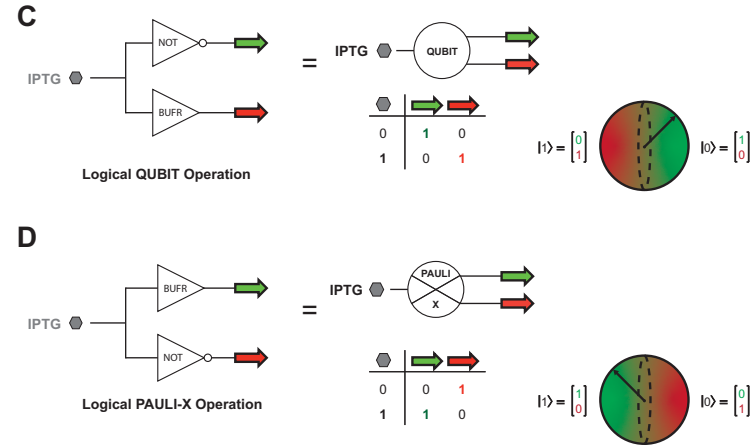 C
IPTG
NOT
BUFR
Logical QUBIT Operation
=
IPTG
QUBIT
0 1 0
1 0 1
|1⟩ = [0 1]
|0⟩ = [1 0]
D
IPTG
BUFR
NOT
Logical PAULI-X Operation
=
IPTG
PAULI
X
0 0 1
1 1 0
|1⟩ = [1 0]
|0⟩ = [0 1]